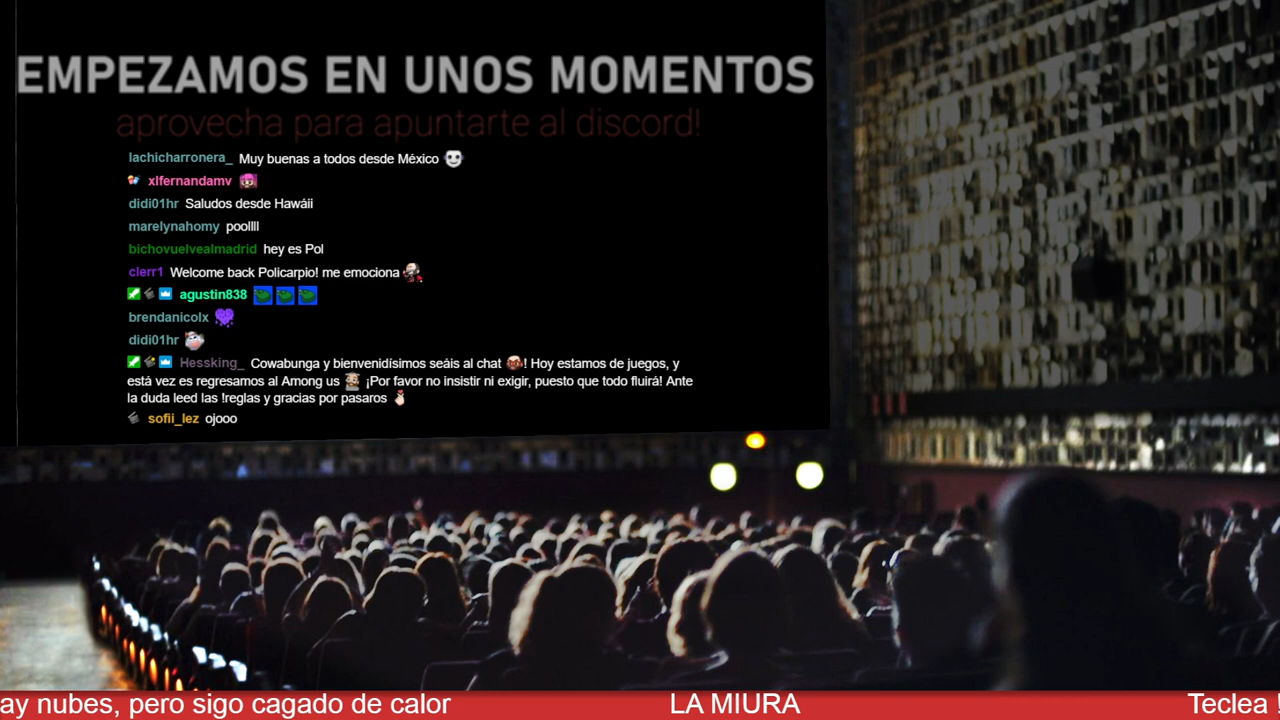 EMPEZAMOS EN UNOS MOMENTOS
aprovecha para apuntarte al discord!
lachicharronera_ Muy buenas a todos desde México
xlfernandamv
didi01hr Saludos desde Hawáii
marelynahomy poollll
bichovuelvealmadrid hey es Pol
clerr1 Welcome back Policarpio! me emociona
agustin838
brendanicolx
didi01hr
Hessking_ Cowabunga y bienvenidísimos seáis al chat ! Hoy estamos de juegos, y
está vez es regresamos al Among us ¡Por favor no insistir ni exigir, puesto que todo fluirá! Ante
la duda leed las !reglas y gracias por pasaros
sofii_lez ojooo
ay nubes, pero sigo cagado de calor LA MIURA Teclea !